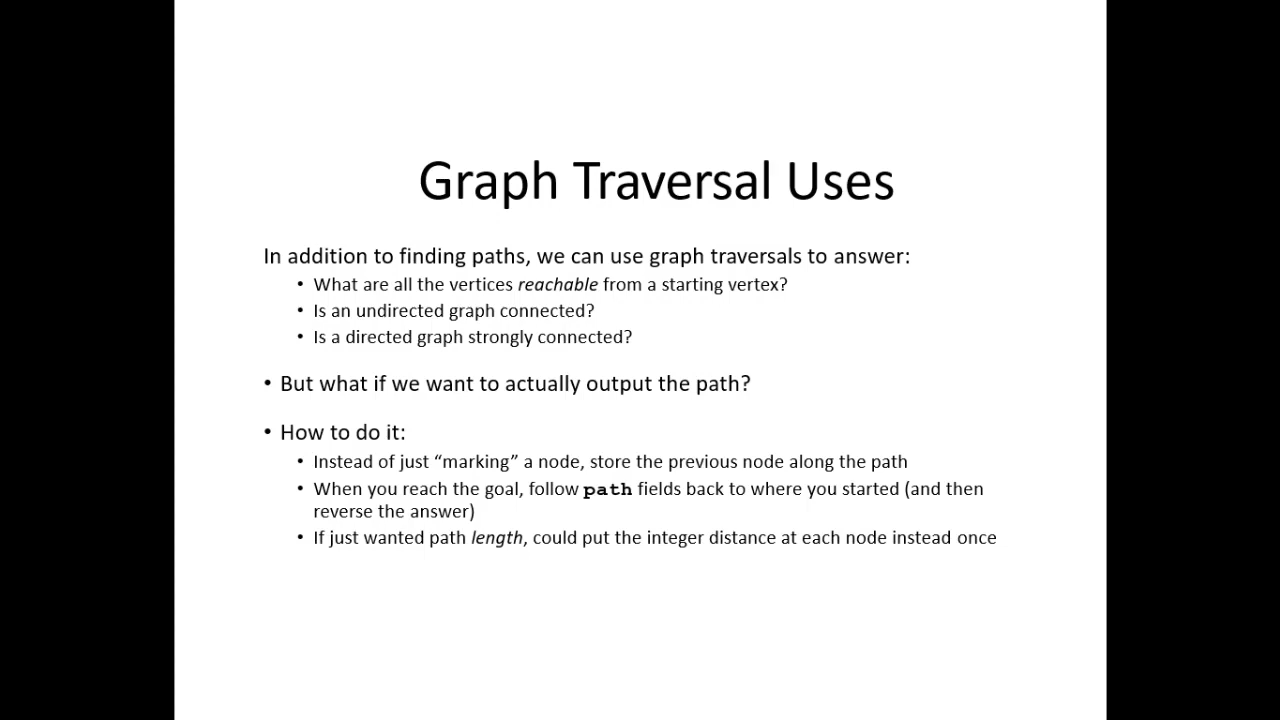 Graph Traversal Uses
In addition to finding paths, we can use graph traversals to answer:
• What are all the vertices reachable from a starting vertex?
• Is an undirected graph connected?
• Is a directed graph strongly connected?
• But what if we want to actually output the path?
• How to do it:
• Instead of just “marking” a node, store the previous node along the path
• When you reach the goal, follow path fields back to where you started (and then
reverse the answer)
• If just wanted path length, could put the integer distance at each node instead once